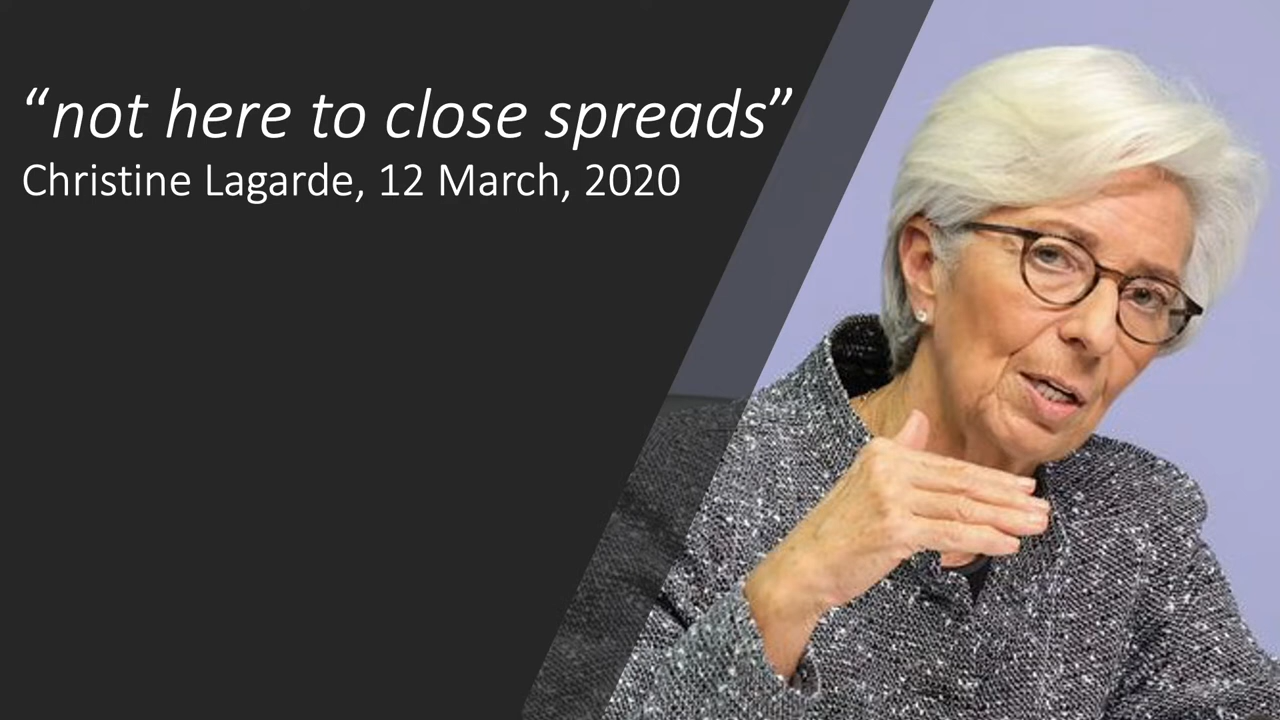 “not here to close spreads”
Christine Lagarde, 12 March, 2020